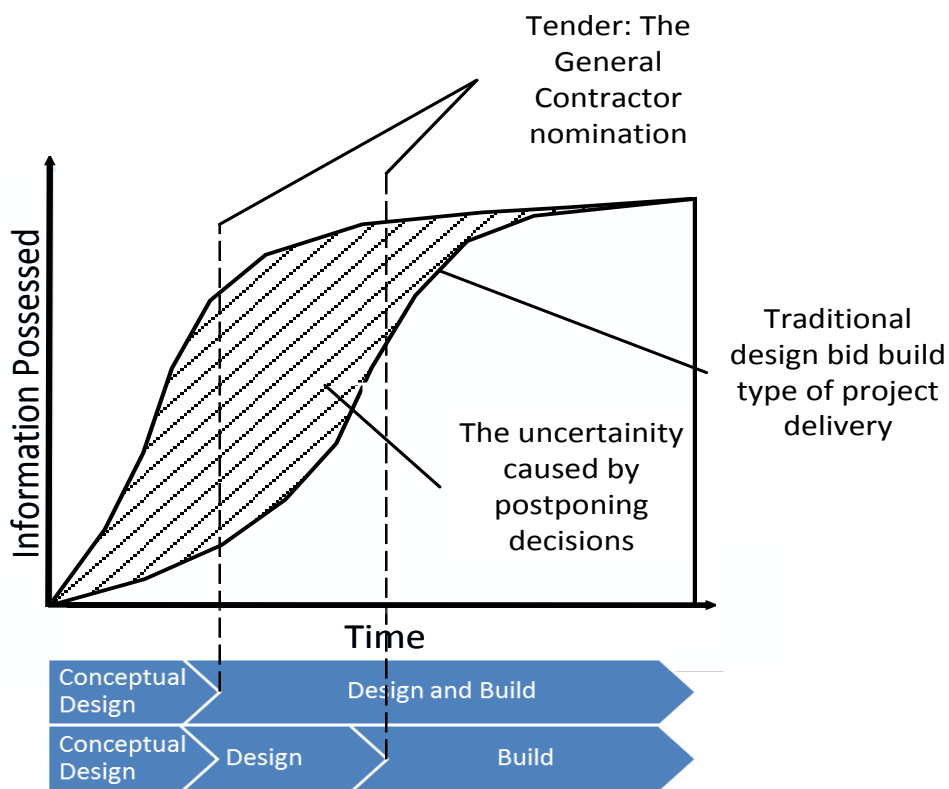 Tender: The
General
Contractor
nomination
Information Possessed
Traditional
design bid build
type of project
delivery
The uncertainity
caused by
postponing
decisions
Time
Conceptual
Design
Design and Build
Conceptual
Design
Design
Build